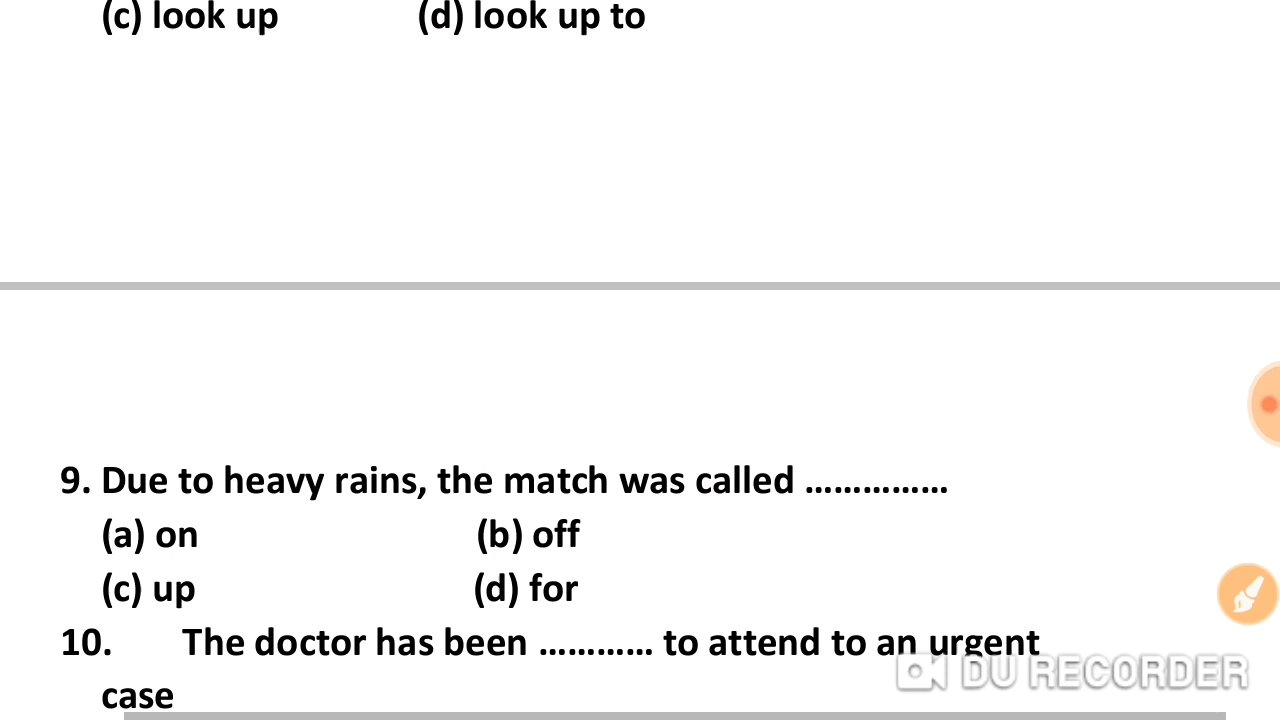 (c) look up (d) look up to
9. Due to heavy rains, the match was called ……………
(a) on (b) off
(c) up (d) for
10. The doctor has been ………… to attend to an urgent
case
DU RECORDER